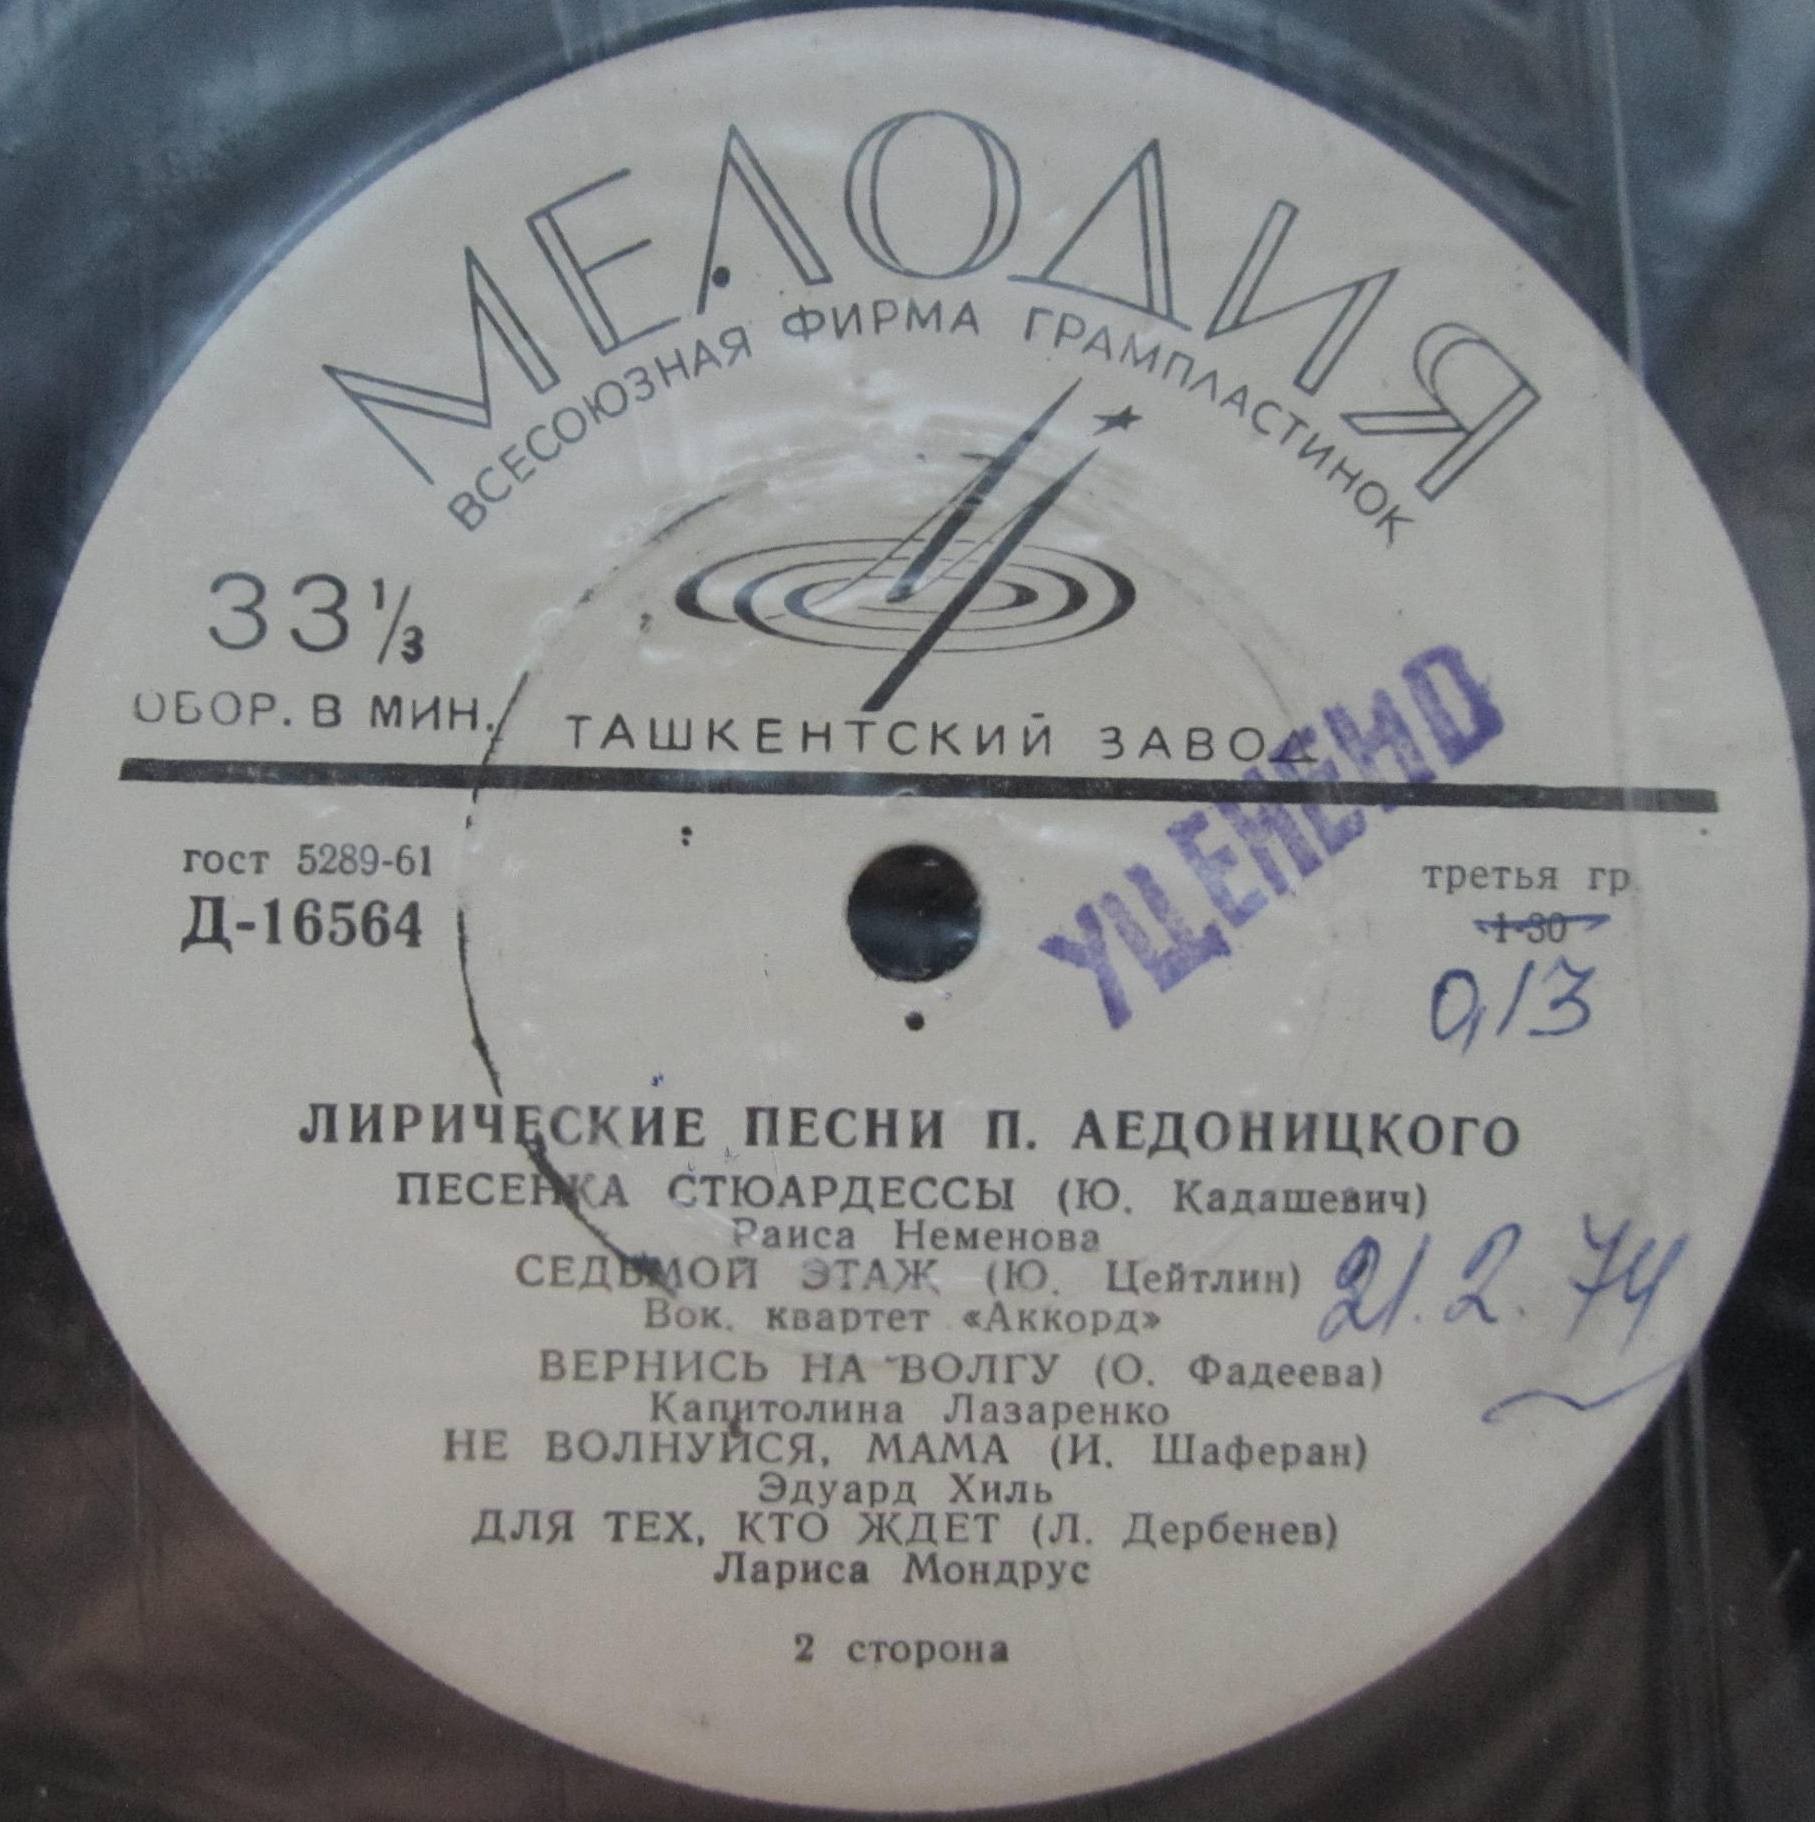 МЕЛОДИЯ
ВСЕСОЮЗНАЯ ФИРМА ГРАМПЛАСТИНОК
33 1/3
ОБОР. В МИН.
ТАШКЕНТСКИЙ ЗАВОД
УЦЕНЕНО
гост 5289-61
третья гр
Д-16564
1-30
0,13
ЛИРИЧЕСКИЕ ПЕСНИ П. АЕДОНИЦКОГО
ПЕСЕНКА СТЮАРДЕССЫ (Ю. Кадашевич)
Раиса Неменова
СЕДЬМОЙ ЭТАЖ (Ю. Цейтлин)
21.2.74
Вок. квартет «Аккорд»
ВЕРНИСЬ НА ВОЛГУ (О. Фадеева)
Капитолина Лазаренко
НЕ ВОЛНУЙСЯ, МАМА (И. Шаферан)
Эдуард Хиль
ДЛЯ ТЕХ, КТО ЖДЕТ (Л. Дербенев)
Лариса Мондрус
2 сторона